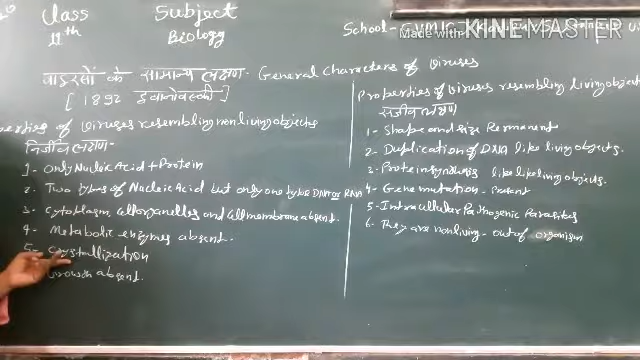 Class Subject
11th Biology
School-
Made with KINEMASTER
वाइरसों के सामान्य लक्षण - General Characters of Viruses
[ 1892 इवानोवस्की ]
Properties of Viruses resembling nonliving objects
निर्जीव लक्षण-
1- Only Nucleic Acid + Protein
2- Two types of Nacleic Acid but only one type DNA or RNA
3- Cytoplasm, cell organelles and cell membrane absent.
4- Metabolic enzymes absent.
5- Crystallization
Growth absent.
Properties of Viruses resembling living objects
सजीव लक्षण
1- Shape and size Permanent
2- Duplication of DNA like living objects.
3- Protein synthesis like living objects.
4- Gene mutation - Present
5- Intracellular Pathogenic Parasites
6- They are nonliving - out of organism